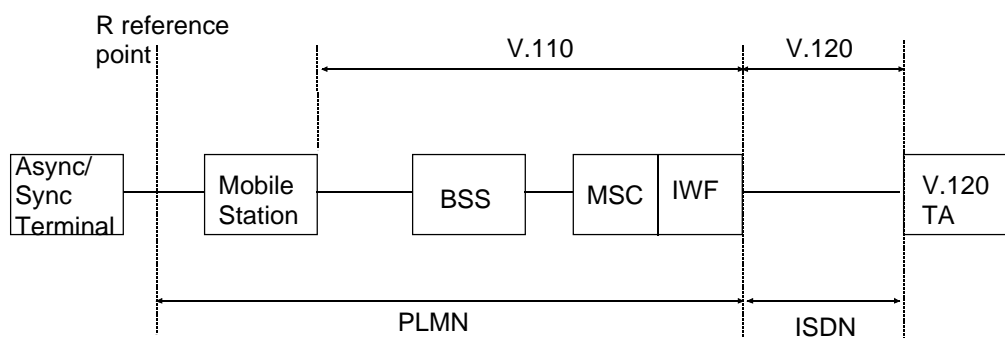 R reference
point
V.110
V.120
Async/
Sync
Terminal
Mobile
Station
BSS
MSC
IWF
V.120
TA
PLMN
ISDN